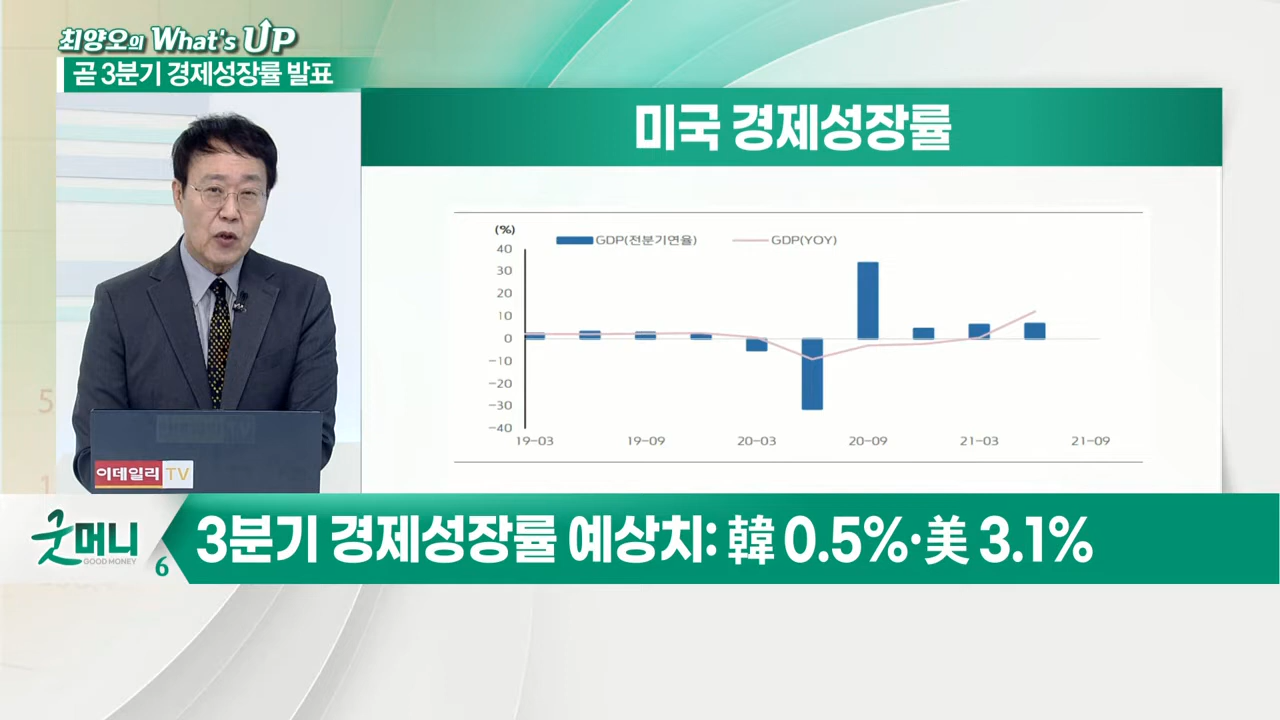 최양오의 What's UP
곧 3분기 경제성장률 발표
미국 경제성장률
(%)
GDP(전분기연율)
GDP(YOY)
40
30
20
10
0
-10
-20
-30
-40
19-03
19-09
20-03
20-09
21-03
21-09
5
1
이데일리 TV
굿머니
GOOD MONEY
6
3분기 경제성장률 예상치: 韓 0.5%·美 3.1%